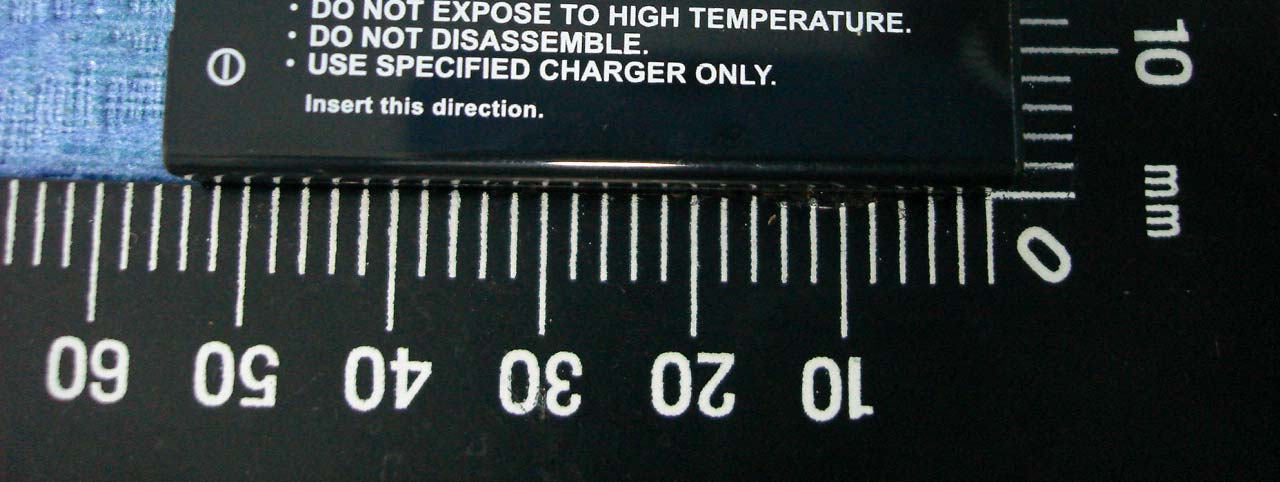 • DO NOT EXPOSE TO HIGH TEMPERATURE.
• DO NOT DISASSEMBLE.
• USE SPECIFIED CHARGER ONLY.
Insert this direction.
10
mm
0
60 50 40 30 20 10